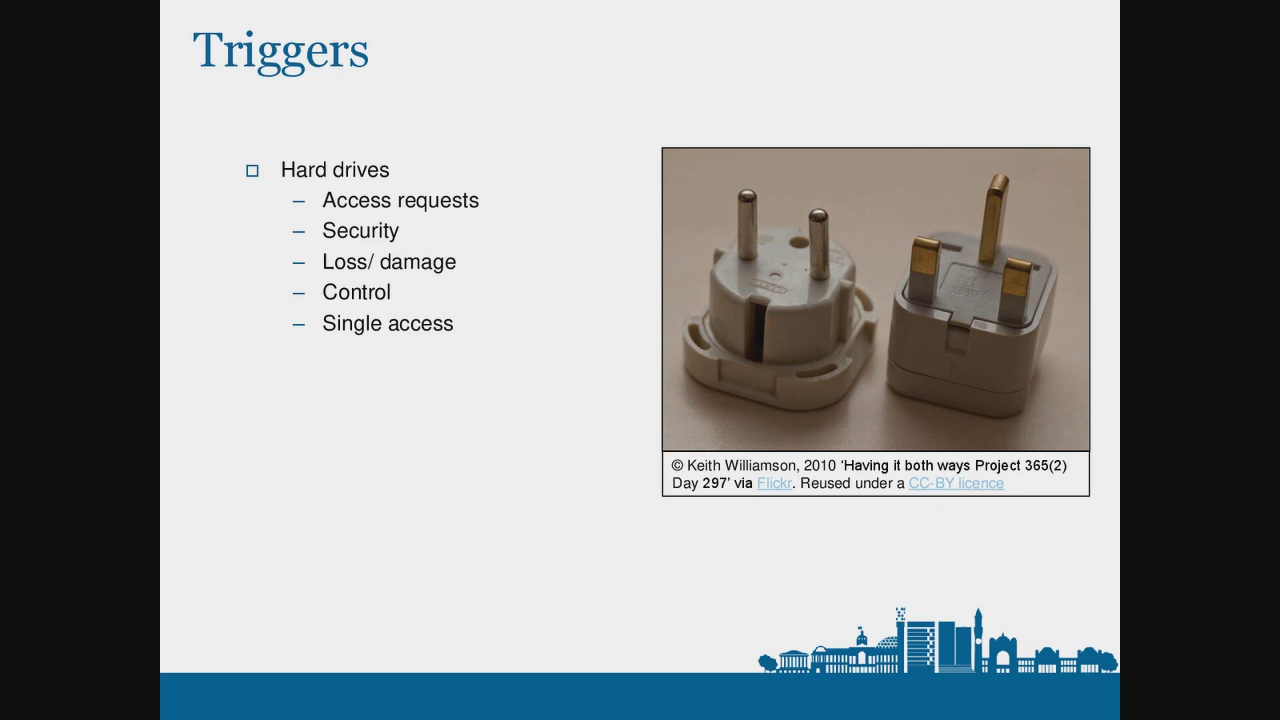 Triggers
Hard drives
– Access requests
– Security
– Loss/ damage
– Control
– Single access
© Keith Williamson, 2010 ‘Having it both ways Project 365(2)
Day 297’ via Flickr. Reused under a CC-BY licence